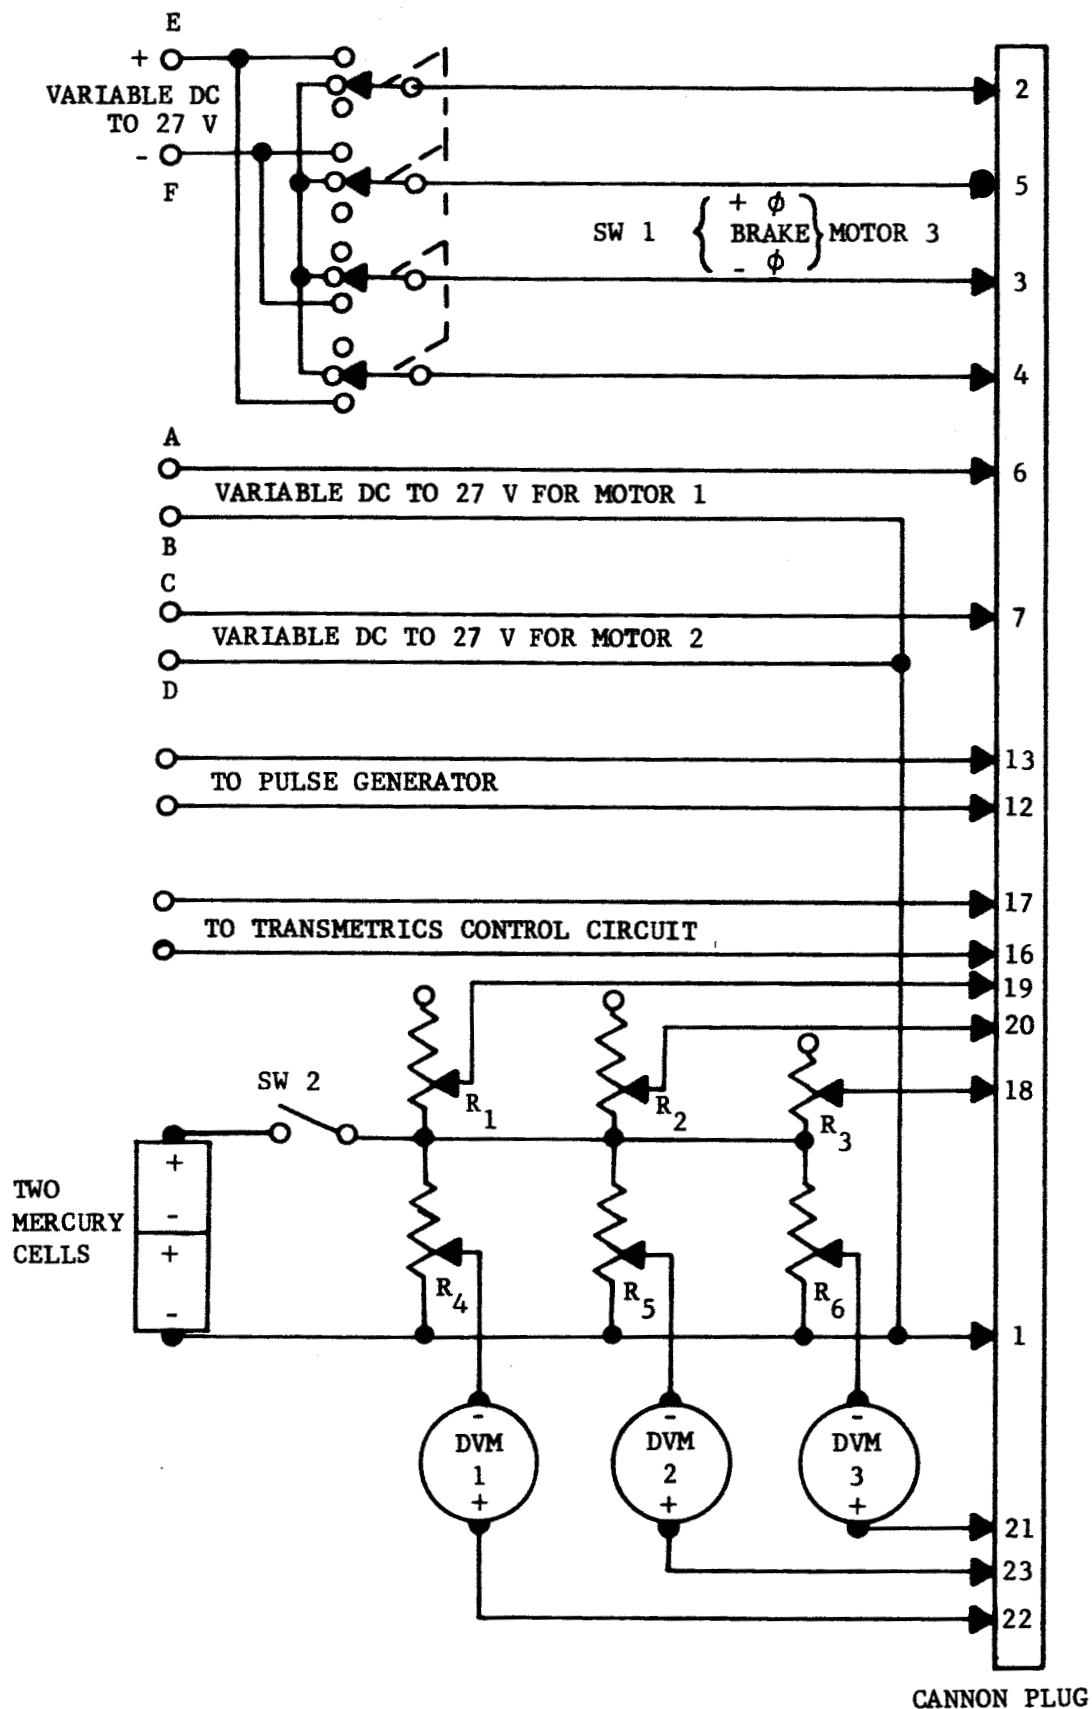 E
+
VARIABLE DC
TO 27 V
-
F
2
5
SW 1 { + ϕ
BRAKE } MOTOR 3
- ϕ
3
4
A
6
VARIABLE DC TO 27 V FOR MOTOR 1
B
C
7
VARIABLE DC TO 27 V FOR MOTOR 2
D
13
TO PULSE GENERATOR
12
17
TO TRANSMETRICS CONTROL CIRCUIT
16
19
20
SW 2
18
R1
R2
R3
+
-
+
-
TWO
MERCURY
CELLS
R4
R5
R6
1
-
DVM
1
+
-
DVM
2
+
-
DVM
3
+
21
23
22
CANNON PLUG